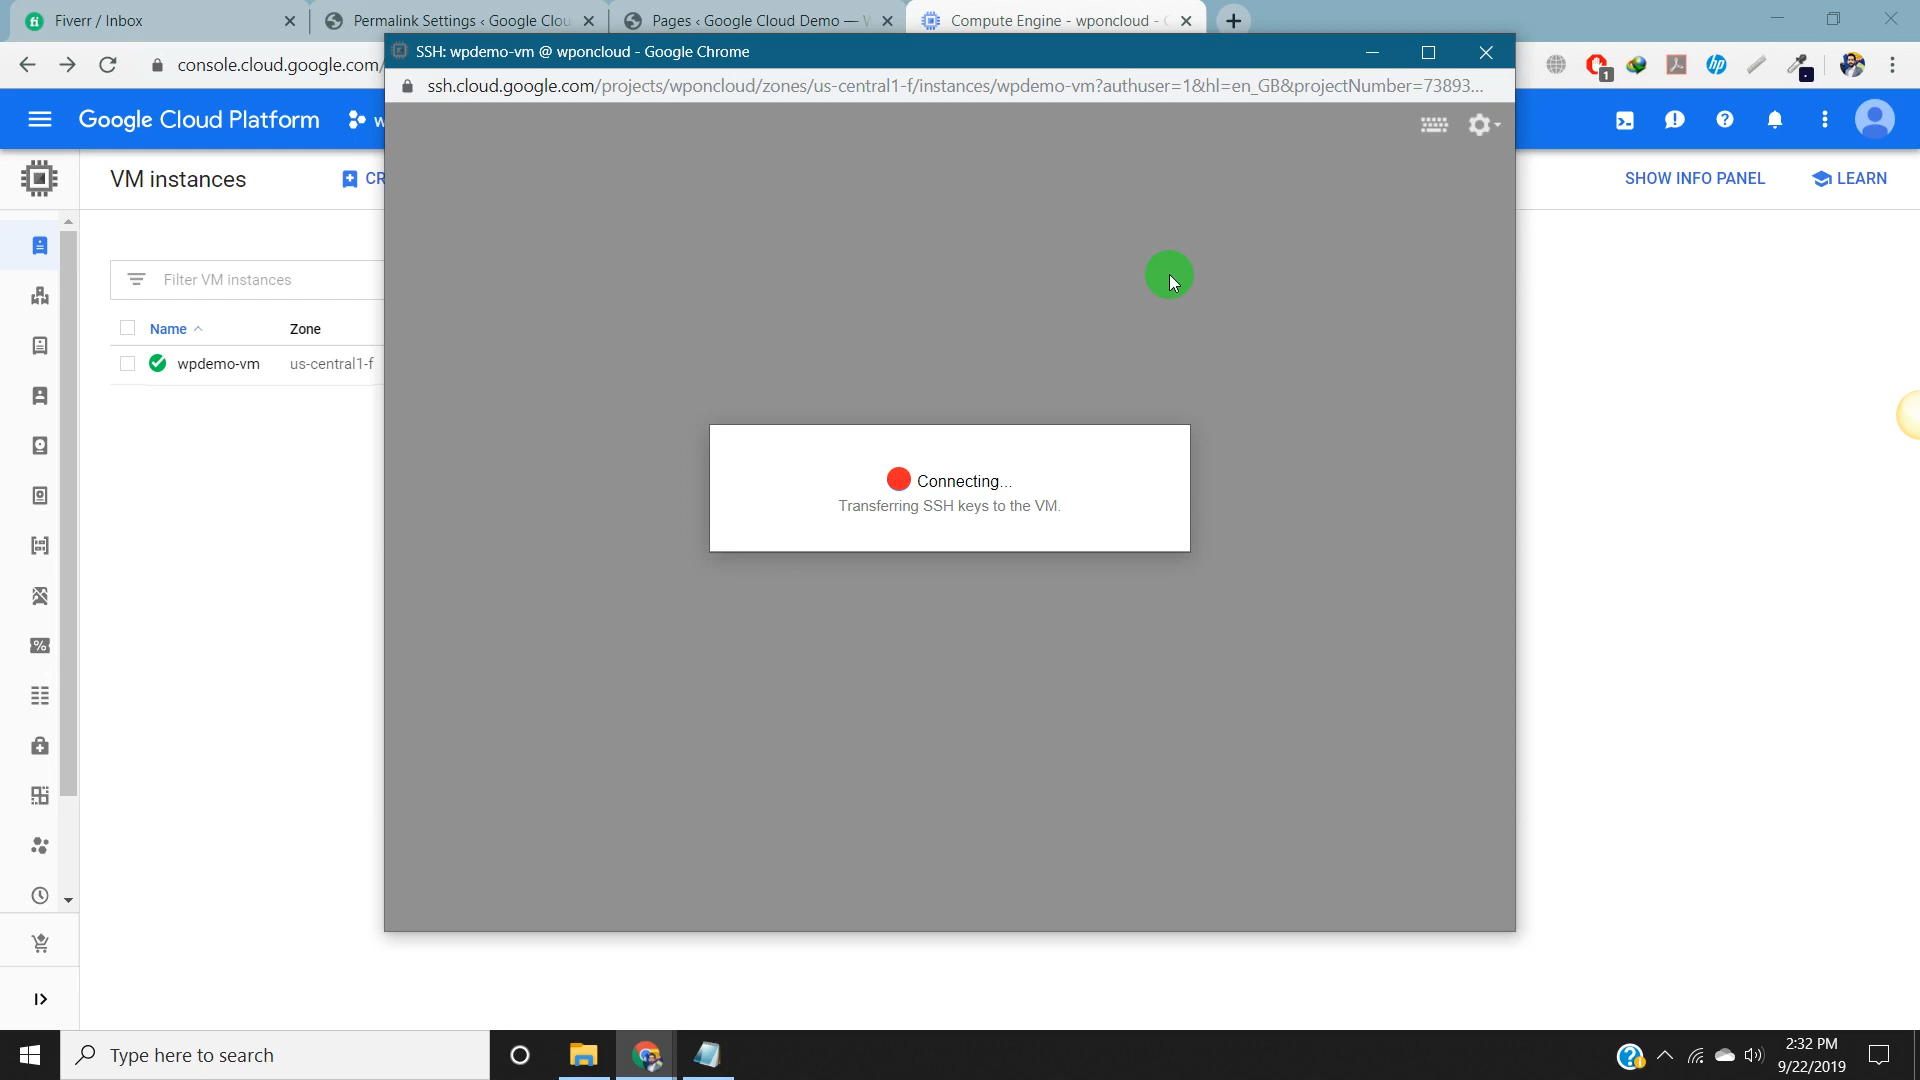 Fiverr / Inbox
Permalink Settings ‹ Google Clou
Pages ‹ Google Cloud Demo —
Compute Engine - wponcloud -
SSH: wpdemo-vm @ wponcloud - Google Chrome
console.cloud.google.com/
ssh.cloud.google.com/projects/wponcloud/zones/us-central1-f/instances/wpdemo-vm?authuser=1&hl=en_GB&projectNumber=73893...
1
Google Cloud Platform
w
VM instances
CR
SHOW INFO PANEL
LEARN
Filter VM instances
Name
Zone
wpdemo-vm
us-central1-f
Connecting...
Transferring SSH keys to the VM.
Type here to search
2:32 PM
9/22/2019